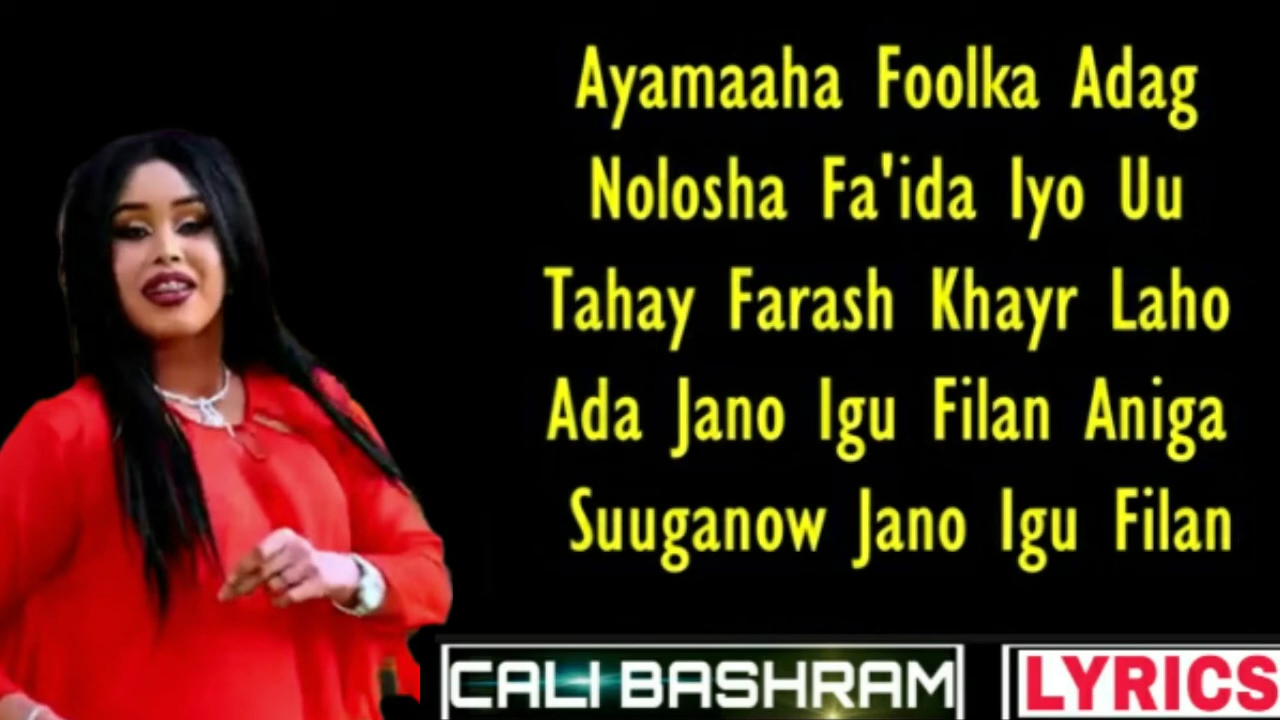 Ayamaaha Foolka Adag
Nolosha Fa'ida Iyo Uu
Tahay Farash Khayr Laho
Ada Jano Igu Filan Aniga
Suuganow Jano Igu Filan
CALI BASHRAM
LYRICS